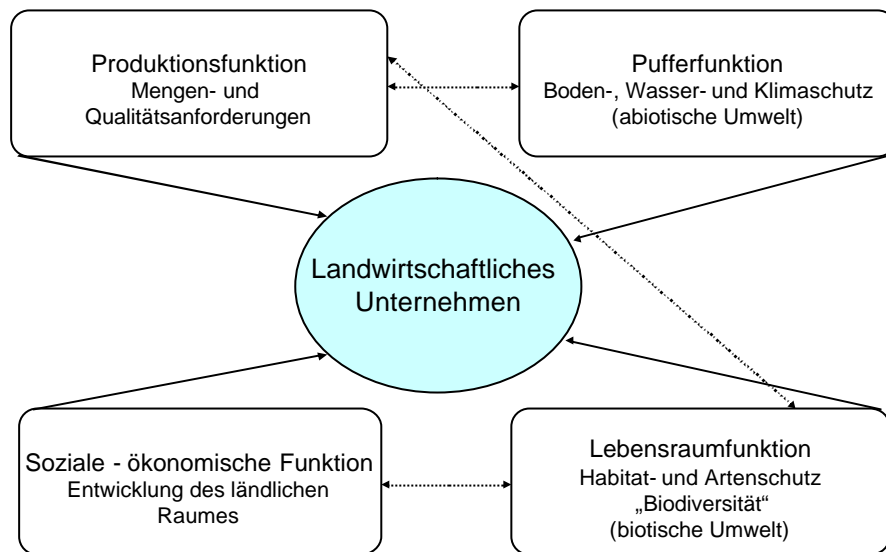 Produktionsfunktion
Mengen- und
Qualitätsanforderungen
Pufferfunktion
Boden-, Wasser- und Klimaschutz
(abiotische Umwelt)
Landwirtschaftliches
Unternehmen
Soziale - ökonomische Funktion
Entwicklung des ländlichen
Raumes
Lebensraumfunktion
Habitat- und Artenschutz
„Biodiversität“
(biotische Umwelt)